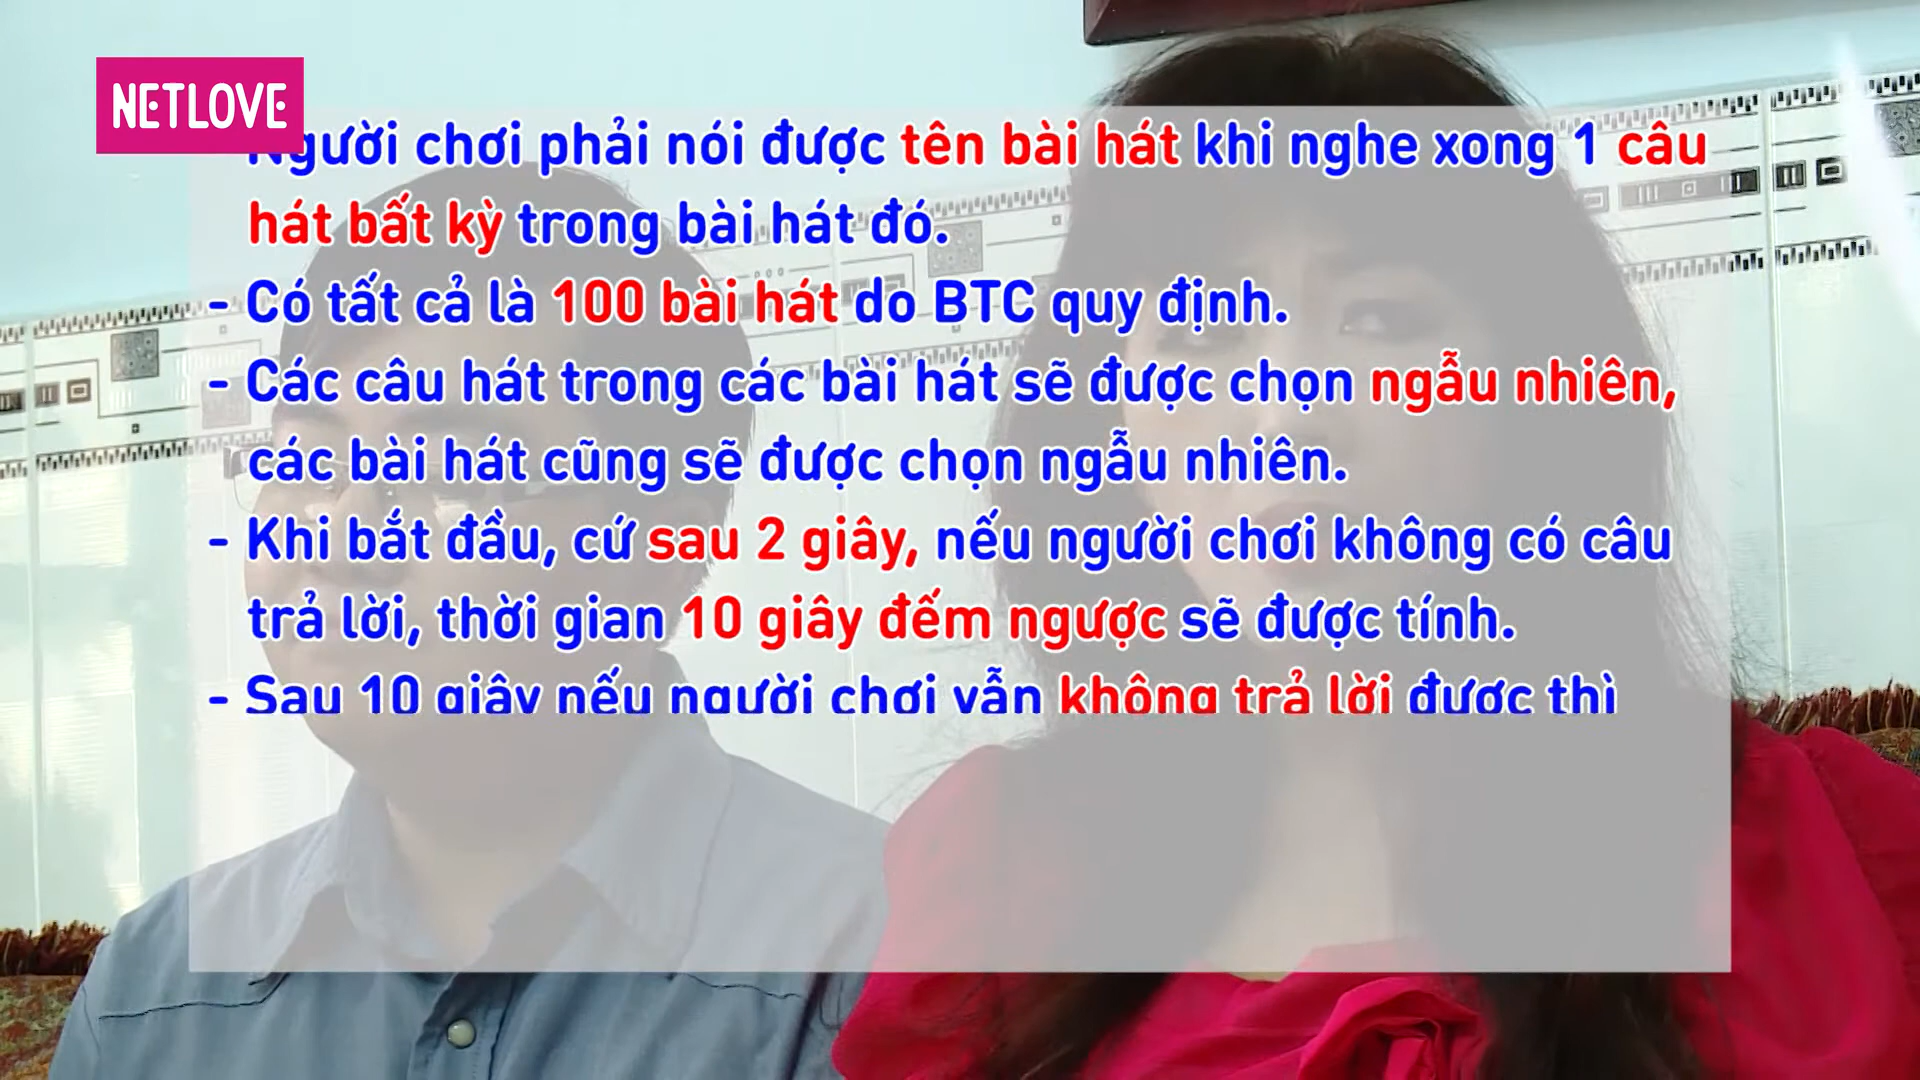 NETLOVE
Người chơi phải nói được tên bài hát khi nghe xong 1 câu
hát bất kỳ trong bài hát đó.
- Có tất cả là 100 bài hát do BTC quy định.
- Các câu hát trong các bài hát sẽ được chọn ngẫu nhiên,
các bài hát cũng sẽ được chọn ngẫu nhiên.
- Khi bắt đầu, cứ sau 2 giây, nếu người chơi không có câu
trả lời, thời gian 10 giây đếm ngược sẽ được tính.
- Sau 10 giây nếu người chơi vẫn không trả lời được thì